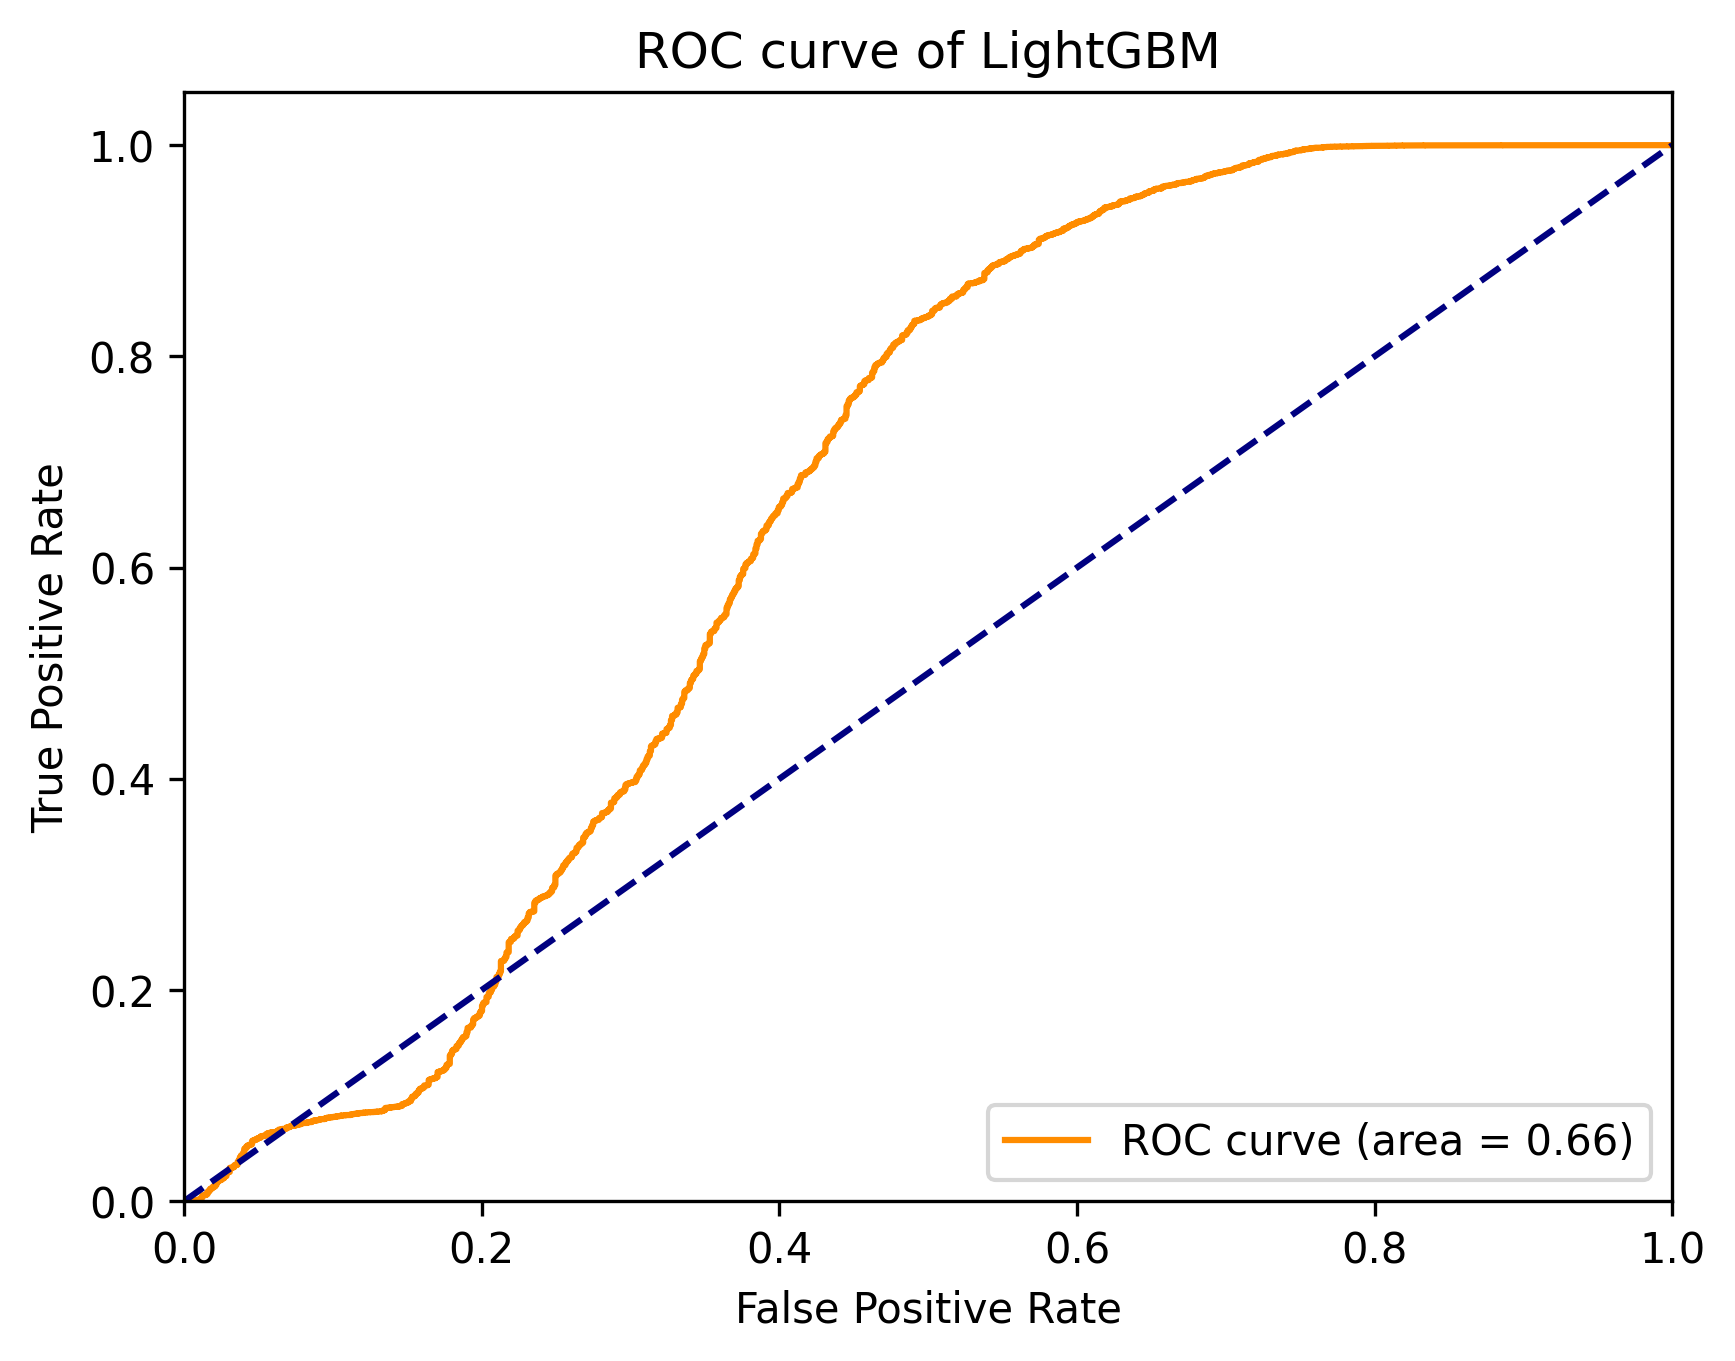 ROC curve of LightGBM
True Positive Rate
1.0
0.8
0.6
0.4
0.2
0.0
ROC curve (area = 0.66)
0.0 0.2 0.4 0.6 0.8 1.0
False Positive Rate